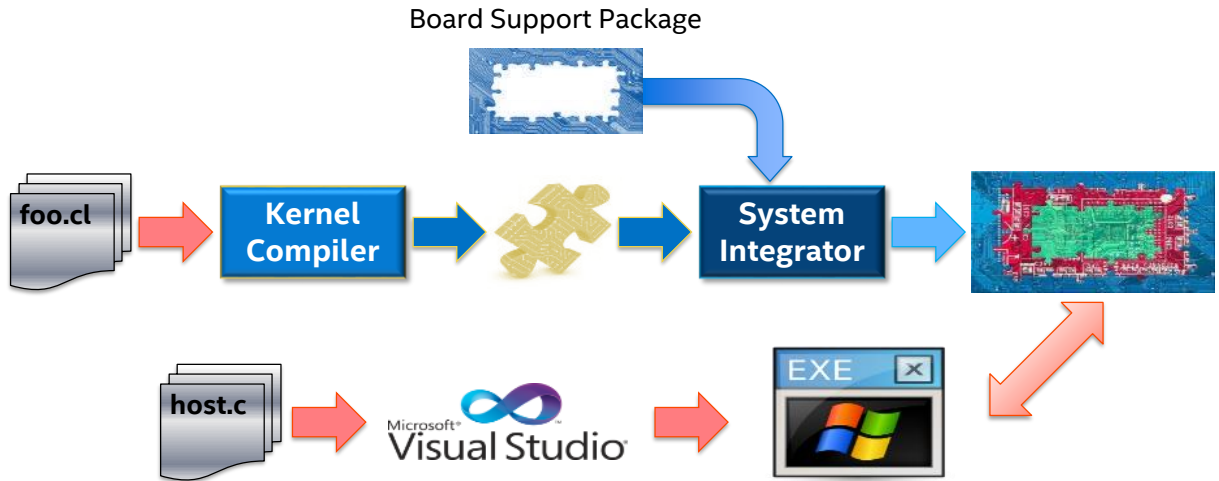 Board Support Package
foo.cl
Kernel
Compiler
System
Integrator
host.c
Microsoft®
Visual Studio®
EXE